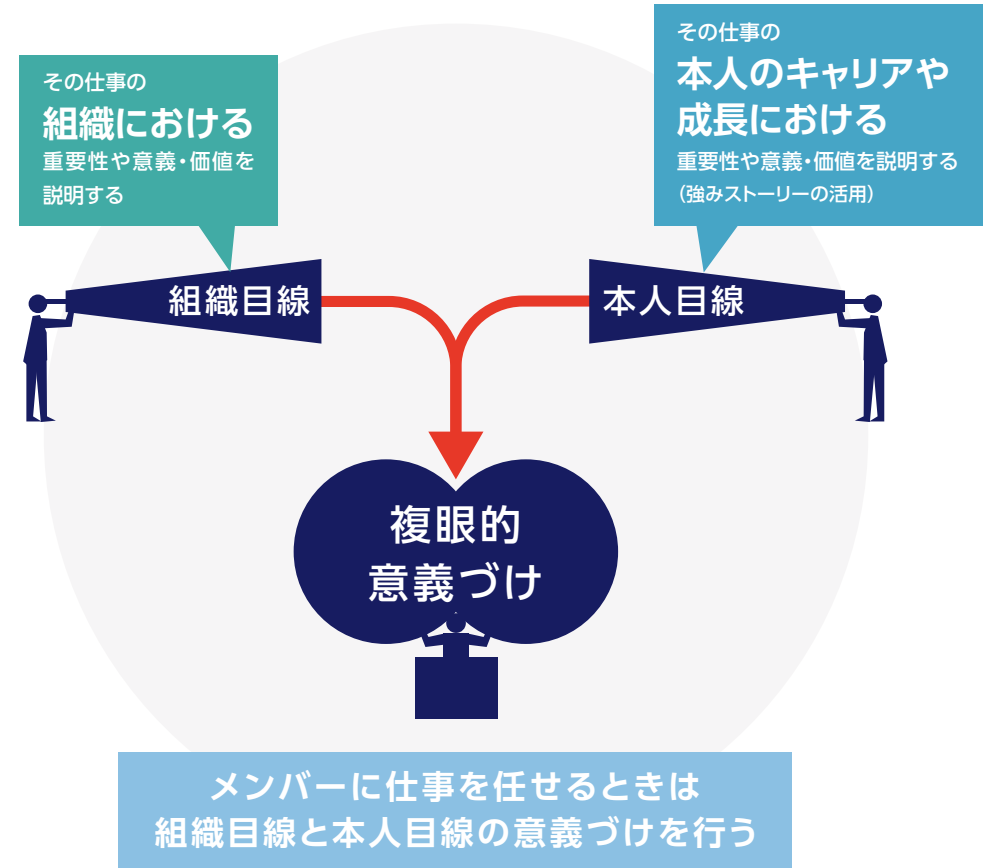 その仕事の
組織における
重要性や意義・価値を
説明する
その仕事の
本人のキャリアや
成長における
重要性や意義・価値を説明する
（強みストーリーの活用）
組織目線
本人目線
複眼的
意義づけ
メンバーに仕事を任せるときは
組織目線と本人目線の意義づけを行う